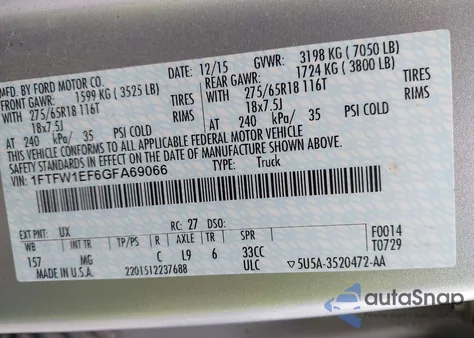 MFD. BY FORD MOTOR CO.
DATE: 12/15 GVWR: 3198 KG ( 7050 LB)
FRONT GAWR: 1599 KG ( 3525 LB) REAR GAWR: 1724 KG ( 3800 LB)
WITH 275/65R18 116T TIRES WITH 275/65R18 116T TIRES
18x7.5J RIMS 18x7.5J RIMS
AT 240 kPa/ 35 PSI COLD AT 240 kPa/ 35 PSI COLD
THIS VEHICLE CONFORMS TO ALL APPLICABLE FEDERAL MOTOR VEHICLE
SAFETY STANDARDS IN EFFECT ON THE DATE OF MANUFACTURE SHOWN ABOVE.
VIN: 1FTFW1EF6GFA69066 TYPE: Truck
EXT PNT: UX RC: 27 DSO: F0014
WB INT TR TP/PS R AXLE TR SPR T0729
157 MG C L9 6 33CC
MADE IN U.S.A. 2201512237688 ULC ▽5U5A-3520472-AA
autoSnap